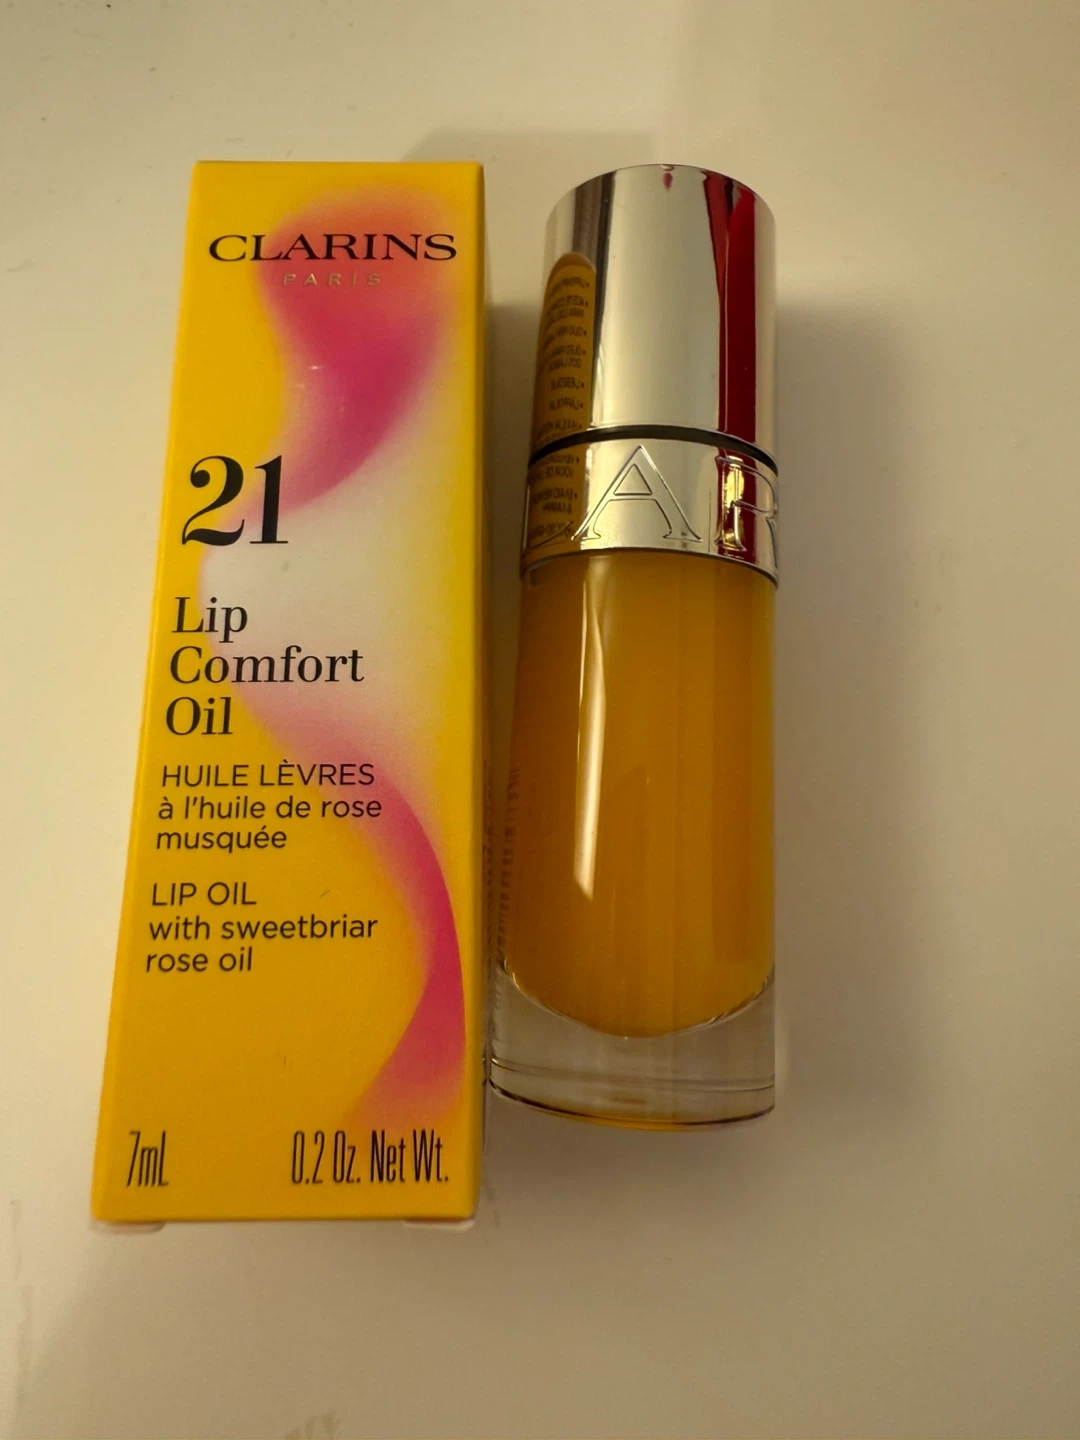 CLARINS
PARIS
21
Lip
Comfort
Oil
HUILE LÈVRES
à l'huile de rose
musquée
LIP OIL
with sweetbriar
rose oil
7mL 0.2 Oz. Net Wt.
LAR